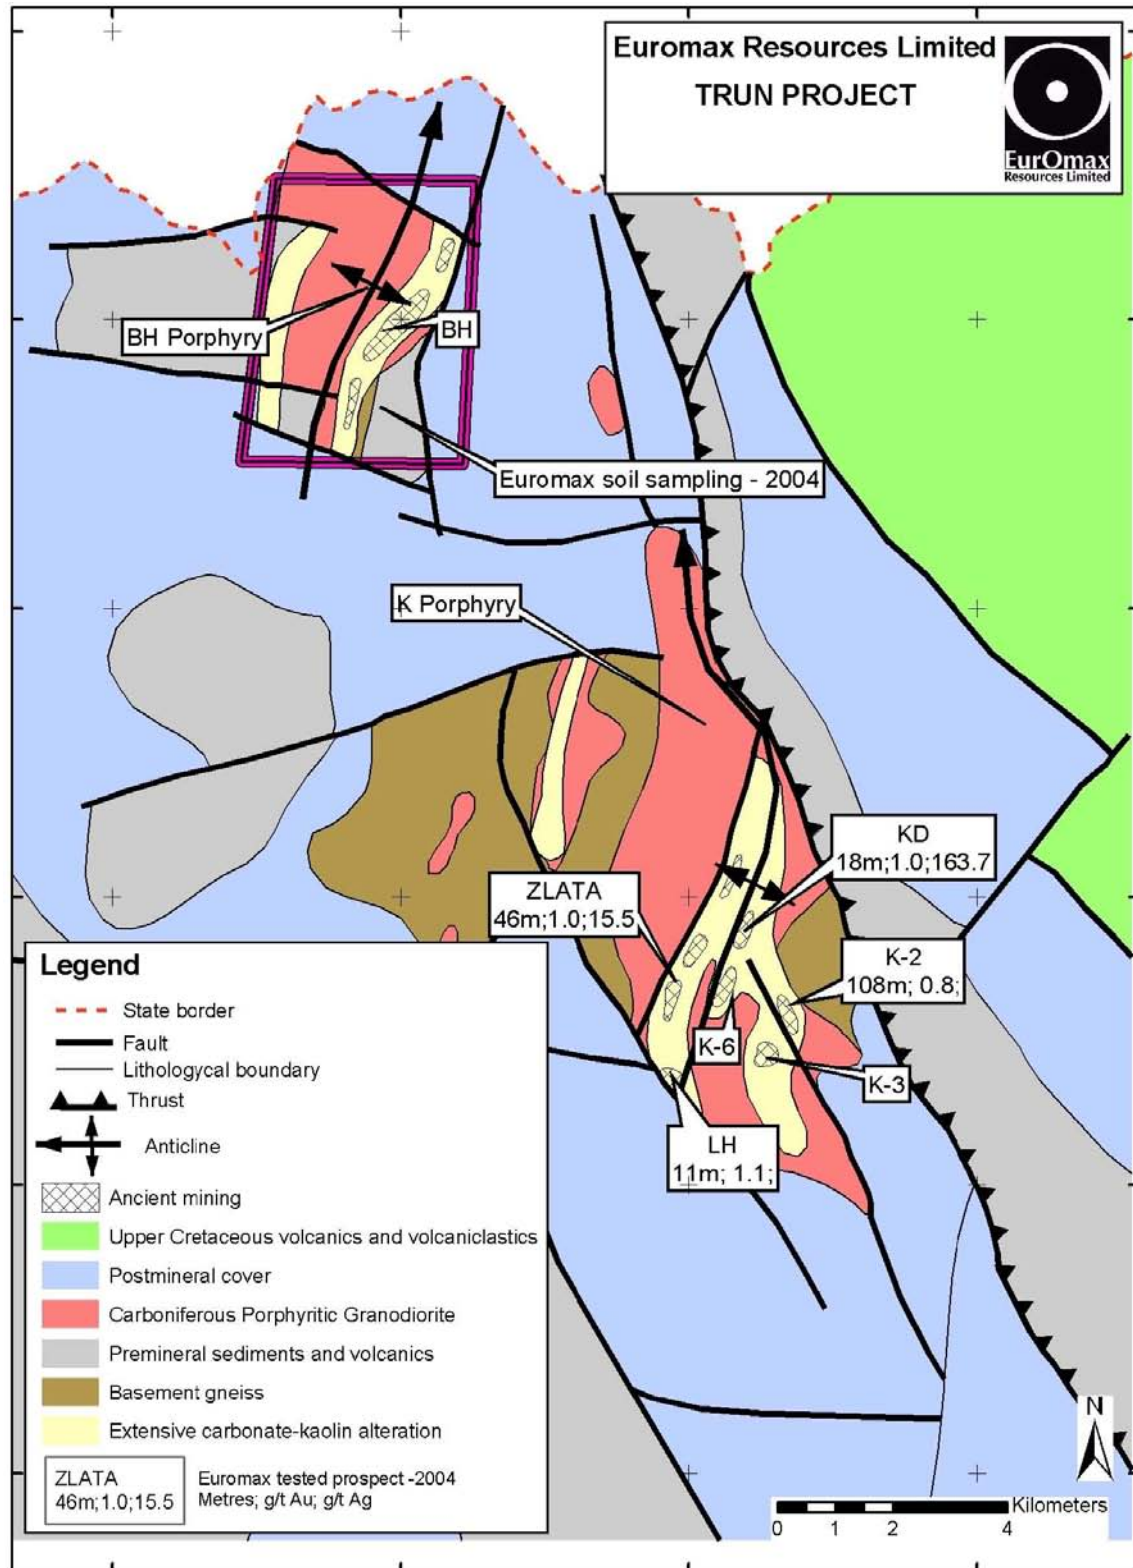 Euromax Resources Limited
TRUN PROJECT
EurOmax
Resources Limited
BH Porphyry
BH
Euromax soil sampling - 2004
K Porphyry
KD
18m;1.0;163.7
ZLATA
46m;1.0;15.5
K-2
108m; 0.8;
K-6
K-3
LH
11m; 1.1;
Legend
State border
Fault
Lithologycal boundary
Thrust
Anticline
Ancient mining
Upper Cretaceous volcanics and volcaniclastics
Postmineral cover
Carboniferous Porphyritic Granodiorite
Premineral sediments and volcanics
Basement gneiss
Extensive carbonate-kaolin alteration
ZLATA
46m;1.0;15.5
Euromax tested prospect -2004
Metres; g/t Au; g/t Ag
N
Kilometers
0 1 2 4